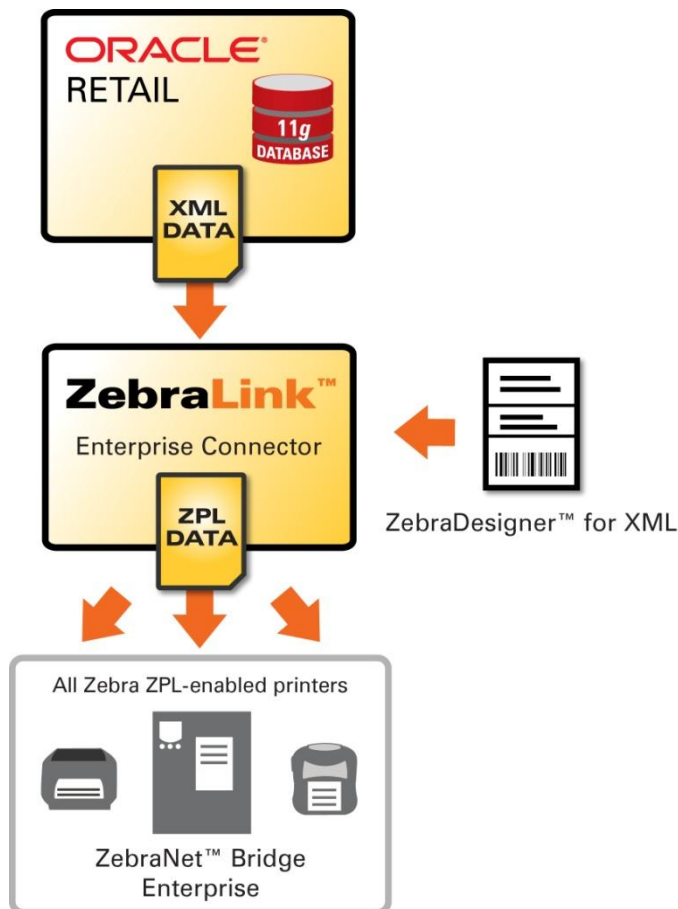 ORACLE®
RETAIL
11g
DATABASE
XML
DATA
ZebraLink™
Enterprise Connector
ZPL
DATA
ZebraDesigner™ for XML
All Zebra ZPL-enabled printers
ZebraNet™ Bridge
Enterprise